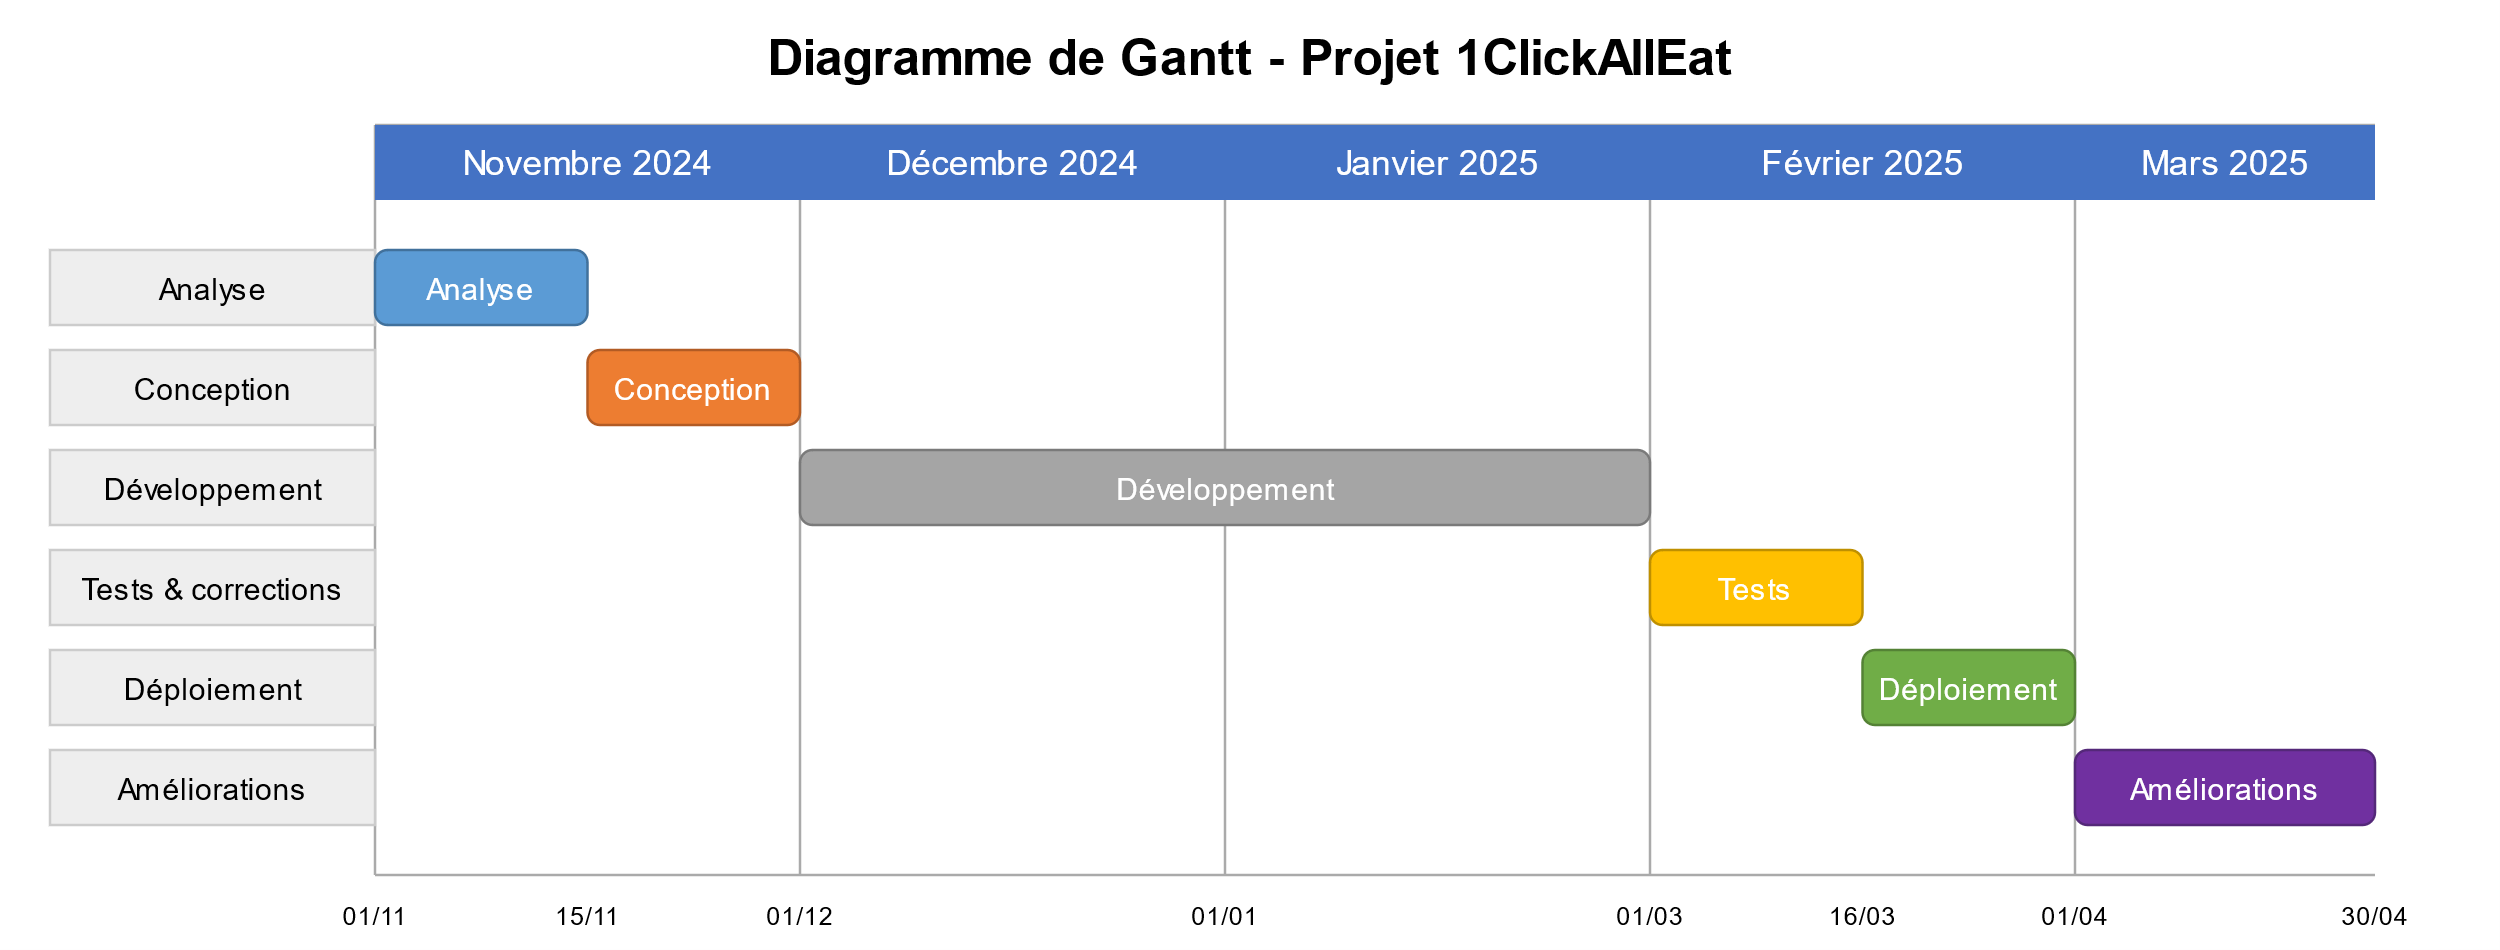 Diagramme de Gantt - Projet 1ClickAllEat
Novembre 2024 Décembre 2024 Janvier 2025 Février 2025 Mars 2025
Analyse Analyse
Conception Conception
Développement Développement
Tests & corrections Tests
Déploiement Déploiement
Améliorations Améliorations
01/11 15/11 01/12 01/01 01/03 16/03 01/04 30/04